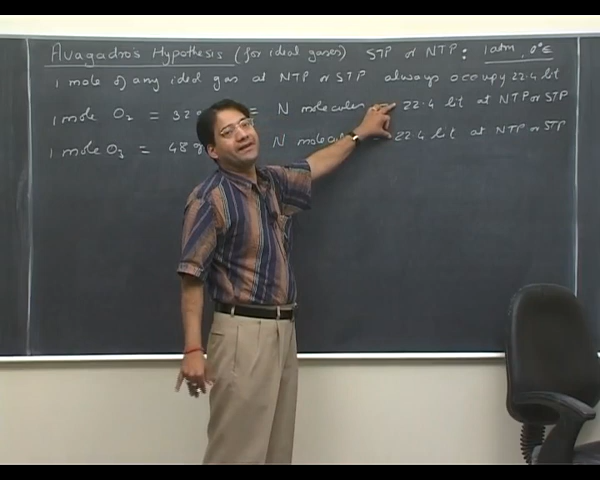 Avagadro's Hypothesis (for ideal gases) STP or NTP: 1 atm, 0°C
1 mole of any ideal gas at NTP or STP always occupy 22.4 lit
1 mole O2 = 32 = N molecules 22.4 lit at NTP or STP
1 mole O3 = 48 N 22.4 lit at NTP or STP